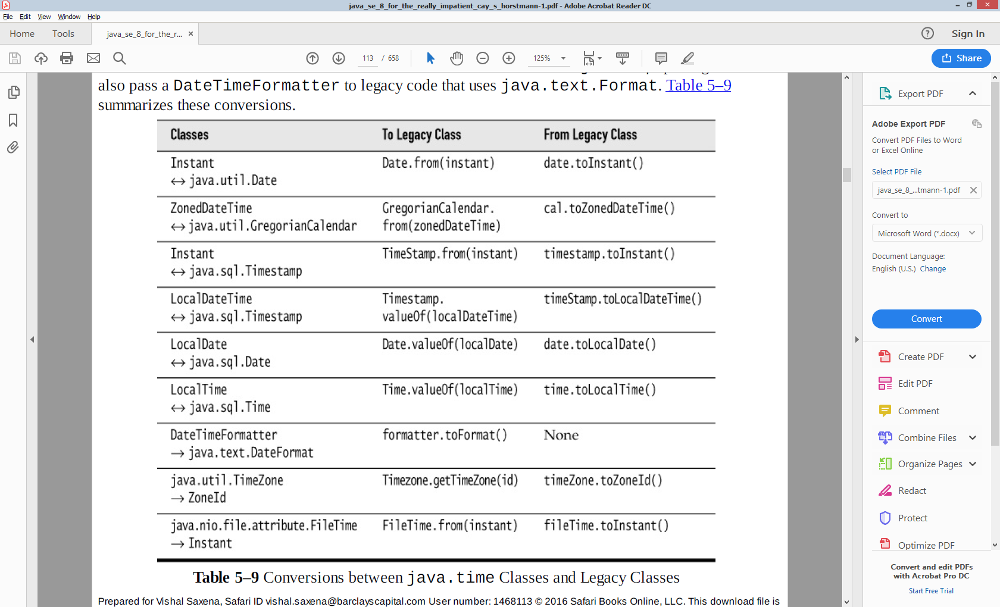 java_se_8_for_the_really_impatient_cay_s_horstmann-1.pdf - Adobe Acrobat Reader DC
File Edit View Window Help
Home Tools java_se_8_for_the_r... × ? Sign In
113 / 658 125% Share
also pass a DateTimeFormatter to legacy code that uses java.text.Format. Table 5–9
summarizes these conversions.
Classes To Legacy Class From Legacy Class
Instant Date.from(instant) date.toInstant()
↔ java.util.Date
ZonedDateTime GregorianCalendar. cal.toZonedDateTime()
↔ java.util.GregorianCalendar from(zonedDateTime)
Instant TimeStamp.from(instant) timestamp.toInstant()
↔ java.sql.Timestamp
LocalDateTime Timestamp. timeStamp.toLocalDateTime()
↔ java.sql.Timestamp valueOf(localDateTime)
LocalDate Date.valueOf(localDate) date.toLocalDate()
↔ java.sql.Date
LocalTime Time.valueOf(localTime) time.toLocalTime()
↔ java.sql.Time
DateTimeFormatter formatter.toFormat() None
→ java.text.DateFormat
java.util.TimeZone Timezone.getTimeZone(id) timeZone.toZoneId()
→ ZoneId
java.nio.file.attribute.FileTime FileTime.from(instant) fileTime.toInstant()
→ Instant
Table 5–9 Conversions between java.time Classes and Legacy Classes
Prepared for Vishal Saxena, Safari ID vishal.saxena@barclayscapital.com User number: 1468113 © 2016 Safari Books Online, LLC. This download file is
Export PDF
Adobe Export PDF
Convert PDF Files to Word
or Excel Online
Select PDF File
java_se_8_...tmann-1.pdf
Convert to
Microsoft Word (*.docx)
Document Language:
English (U.S.) Change
Convert
Create PDF
Edit PDF
Comment
Combine Files
Organize Pages
Redact
Protect
Optimize PDF
Convert and edit PDFs
with Acrobat Pro DC
Start Free Trial